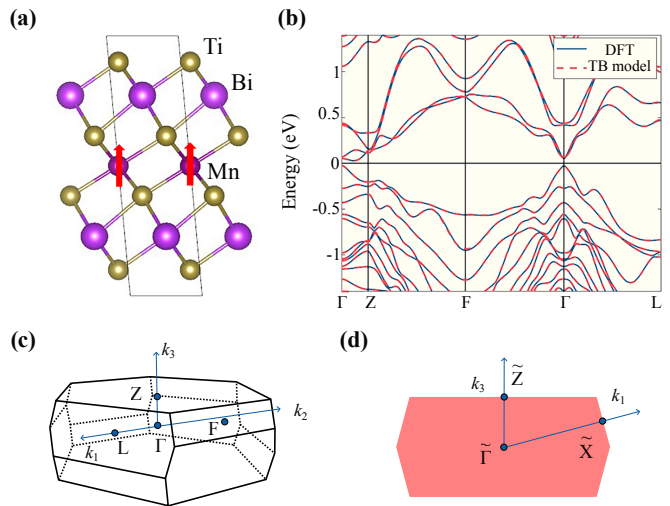 (a)
Ti
Bi
Mn
(b)
DFT
TB model
Energy (eV)
1
0.5
0
-0.5
-1
Γ Z F Γ L
(c)
k3
Z
k2
F
Γ
L
k1
(d)
Z̃
k3
k1
Γ̃
X̃